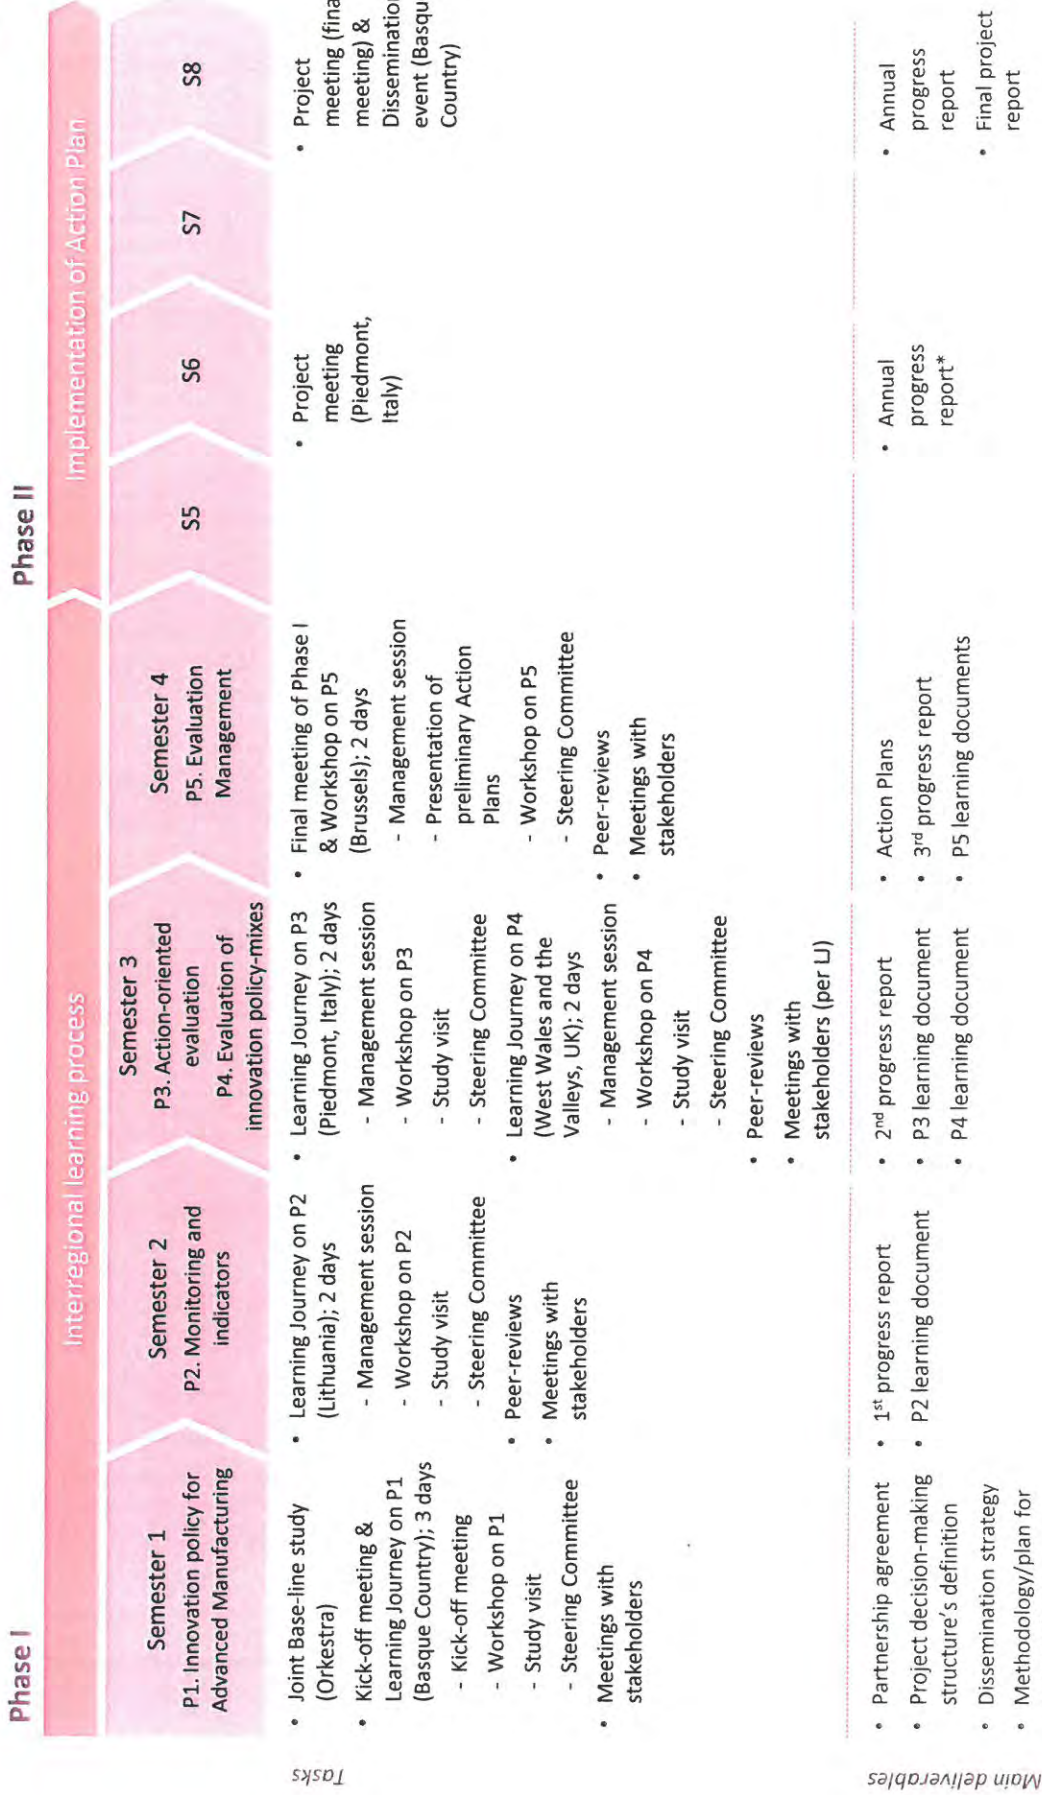 Phase I
Phase II
Interregional learning process
Implementation of Action Plan
Semester 1
P1. Innovation policy for
Advanced Manufacturing
Semester 2
P2. Monitoring and
indicators
Semester 3
P3. Action-oriented
evaluation
P4. Evaluation of
innovation policy-mixes
Semester 4
P5. Evaluation
Management
S5
S6
S7
S8
Tasks
• Joint Base-line study
(Orkestra)
• Kick-off meeting &
Learning Journey on P1
(Basque Country); 3 days
- Kick-off meeting
- Workshop on P1
- Study visit
- Steering Committee
• Meetings with
stakeholders
• Learning Journey on P2
(Lithuania); 2 days
- Management session
- Workshop on P2
- Study visit
- Steering Committee
• Peer-reviews
• Meetings with
stakeholders
• Learning Journey on P3
(Piedmont, Italy); 2 days
- Management session
- Workshop on P3
- Study visit
- Steering Committee
• Learning Journey on P4
(West Wales and the
Valleys, UK); 2 days
- Management session
- Workshop on P4
- Study visit
- Steering Committee
• Peer-reviews
• Meetings with
stakeholders (per LJ)
• Final meeting of Phase I
& Workshop on P5
(Brussels); 2 days
- Management session
- Presentation of
preliminary Action
Plans
- Workshop on P5
- Steering Committee
• Peer-reviews
• Meetings with
stakeholders
• Project
meeting
(Piedmont,
Italy)
• Project
meeting (fina
meeting) &
Dissemination
event (Basqu
Country)
Main deliverables
• Partnership agreement
• Project decision-making
structure's definition
• Dissemination strategy
• Methodology/plan for
• 1st progress report
• P2 learning document
• 2nd progress report
• P3 learning document
• P4 learning document
• Action Plans
• 3rd progress report
• P5 learning documents
• Annual
progress
report*
• Annual
progress
report
• Final project
report